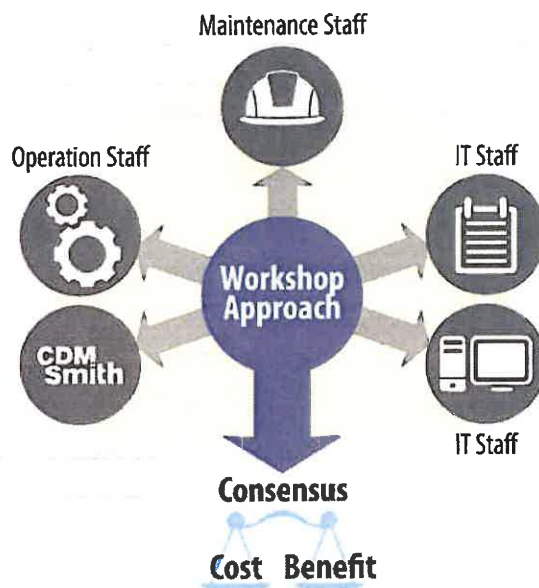 Maintenance Staff
Operation Staff
IT Staff
Workshop
Approach
CDM
Smith
IT Staff
Consensus
Cost Benefit